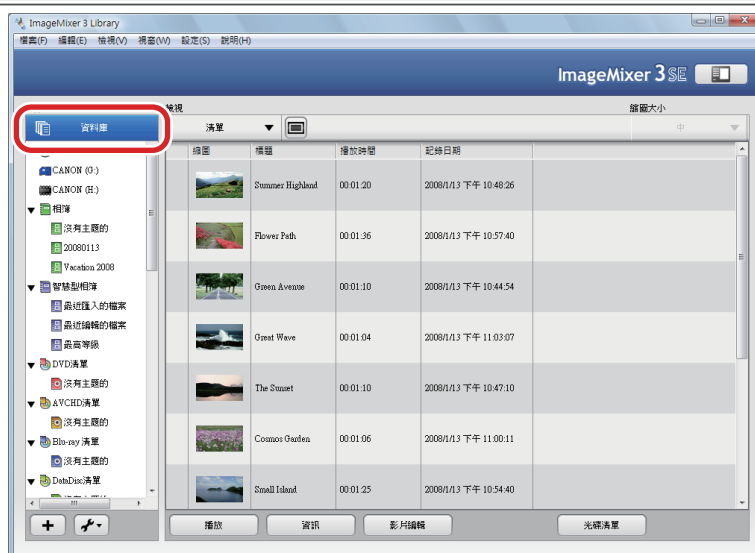 ImageMixer 3 Library
檔案(F) 編輯(E) 檢視(V) 視窗(W) 設定(S) 說明(H)
ImageMixer 3 SE
檢視 縮圖大小
資料庫 清單 中
縮圖 標題 播放時間 記錄日期
CANON (G:)
CANON (H:)
相簿
沒有主題的
20080113
Vacation 2008
智慧型相簿
最近匯入的檔案
最近編輯的檔案
最高等級
DVD清單
沒有主題的
AVCHD清單
沒有主題的
Blu-ray 清單
沒有主題的
DataDisc清單
Summer Highland 00:01:20 2008/1/13 下午 10:48:26
Flower Path 00:01:36 2008/1/13 下午 10:57:40
Green Avenue 00:01:10 2008/1/13 下午 10:44:54
Great Wave 00:01:04 2008/1/13 下午 11:03:07
The Sunset 00:01:10 2008/1/13 下午 10:47:10
Cosmos Garden 00:01:06 2008/1/13 下午 11:00:11
Small Island 00:01:25 2008/1/13 下午 10:54:40
播放 資訊 影片編輯 光碟清單